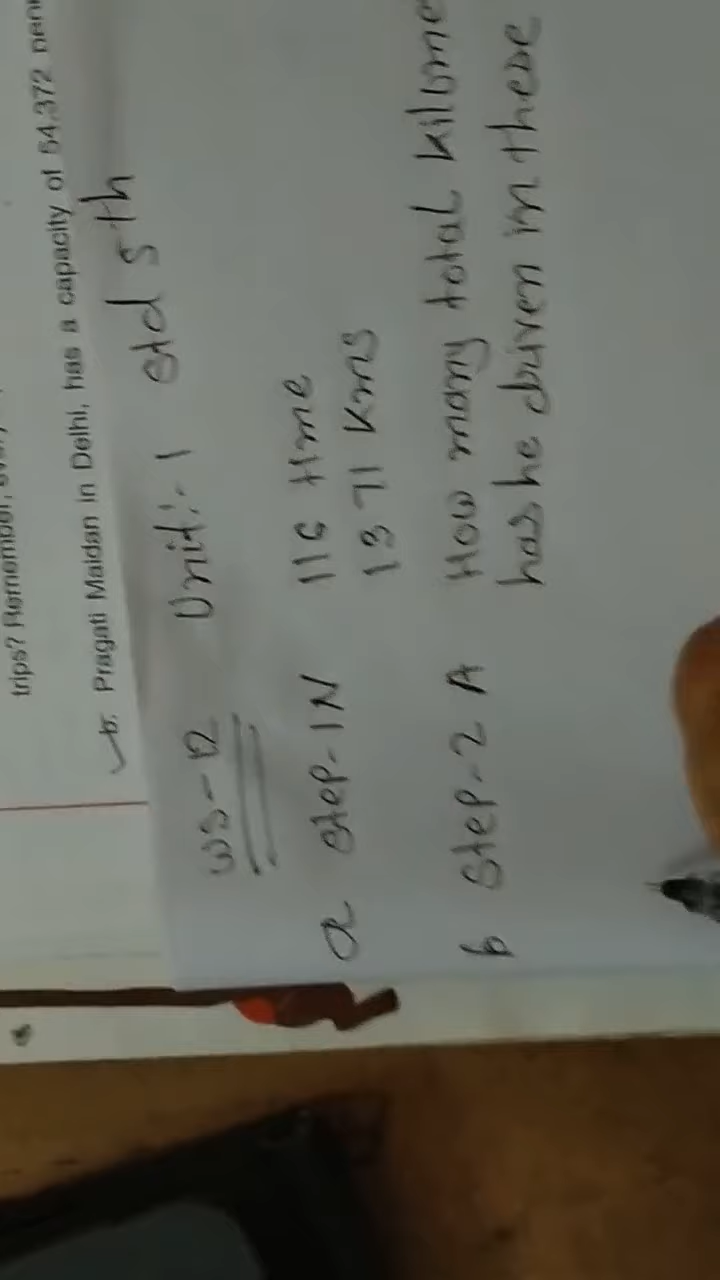 trips? Remember,
b. Pragati Maidan in Delhi, has a capacity of 54,372
WS-12 Unit:-1 std 5th
a step-1N 116 time
1371 kms
b step-2 A How many total kilome
has he driven in these